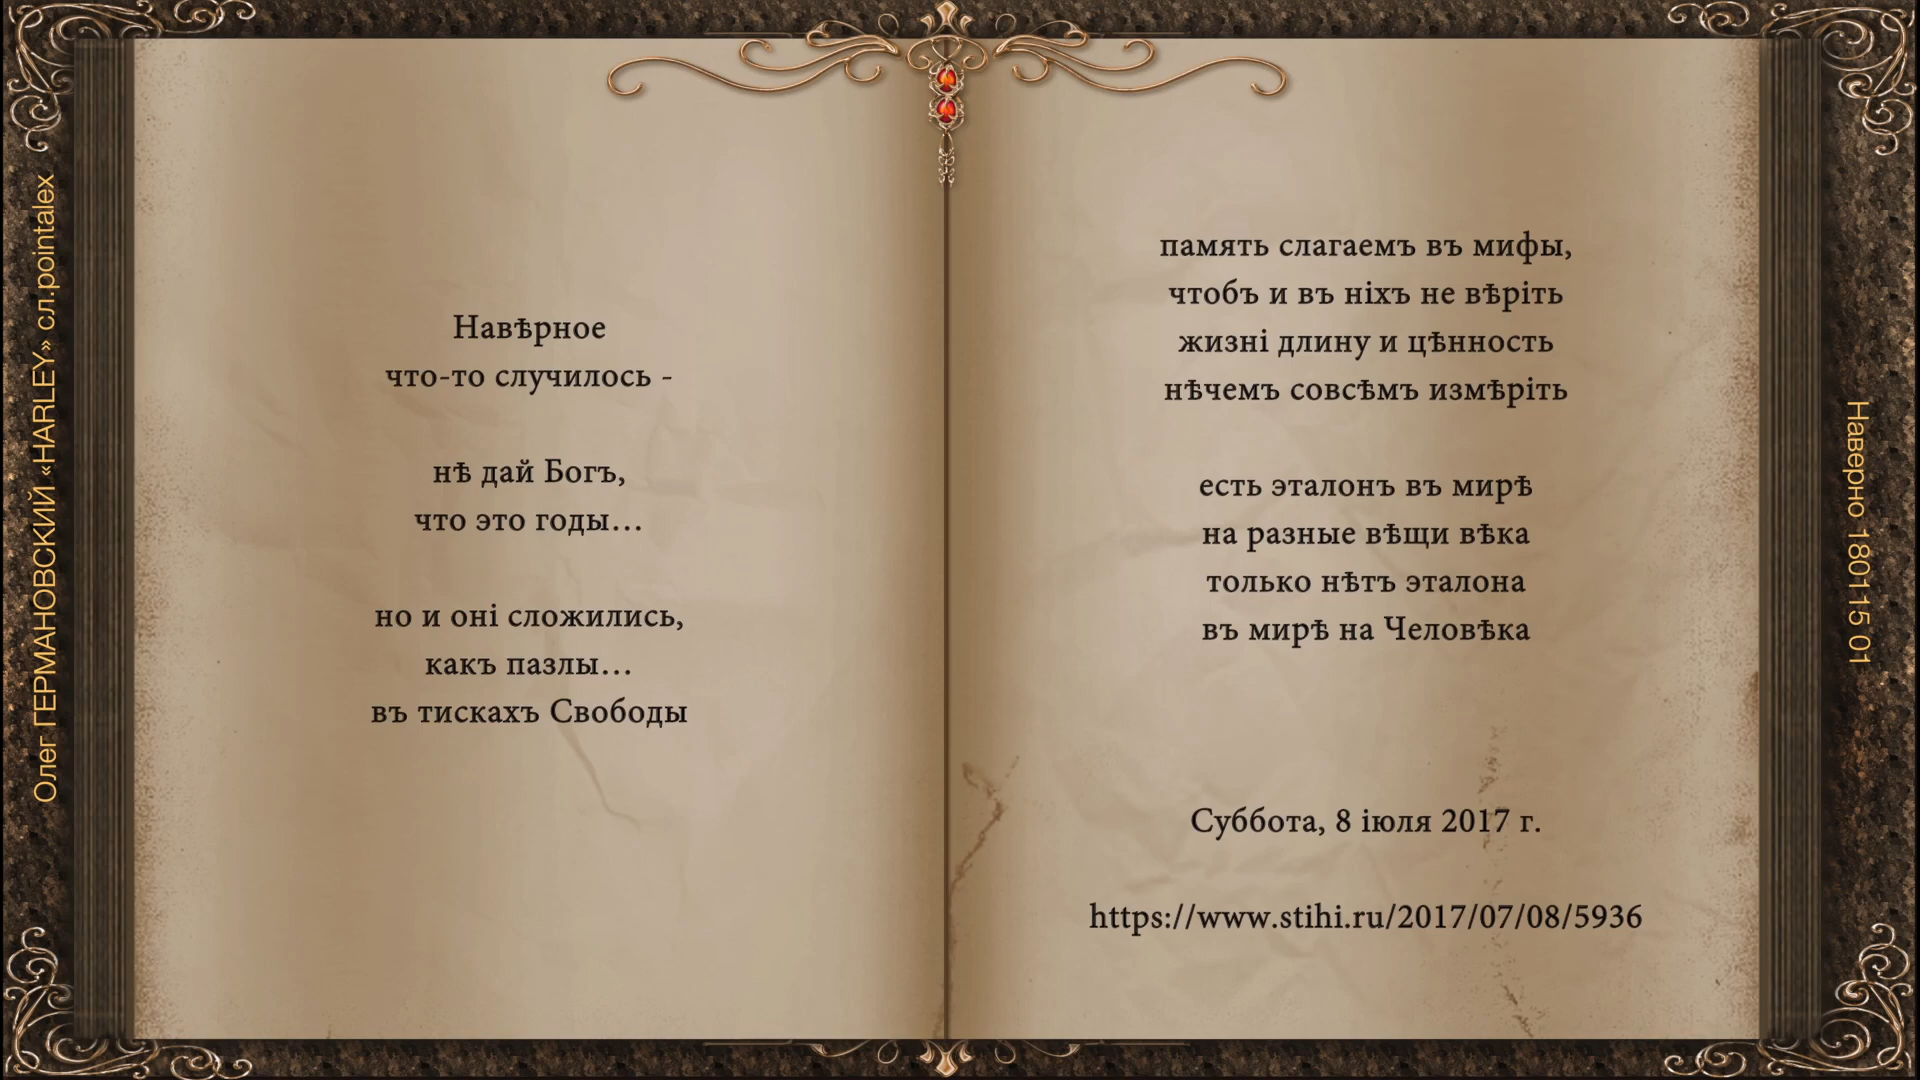 Олег ГЕРМАНОВСКИЙ «HARLEY» сл.pointalex
Навѣрное
что-то случилось -
нѣ дай Богъ,
что это годы…
но и оні сложились,
какъ пазлы…
въ тискахъ Свободы
память слагаемъ въ мифы,
чтобъ и въ ніхъ не вѣріть
жизні длину и цѣнность
нѣчемъ совсѣмъ измѣріть
есть эталонъ въ мирѣ
на разные вѣщи вѣка
только нѣтъ эталона
въ мирѣ на Человѣка
Суббота, 8 іюля 2017 г.
https://www.stihi.ru/2017/07/08/5936
Наверно 180115 01